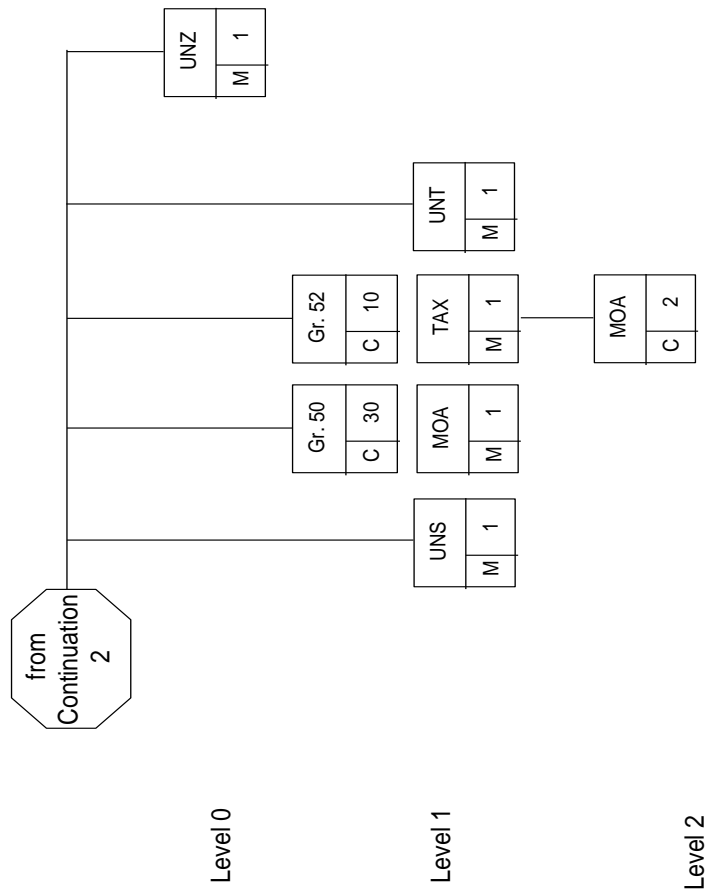 from
Continuation
2
Level 0
UNZ
M 1
Level 1
Gr. 50
C 30
Gr. 52
C 10
UNS
M 1
MOA
M 1
TAX
M 1
UNT
M 1
Level 2
MOA
C 2